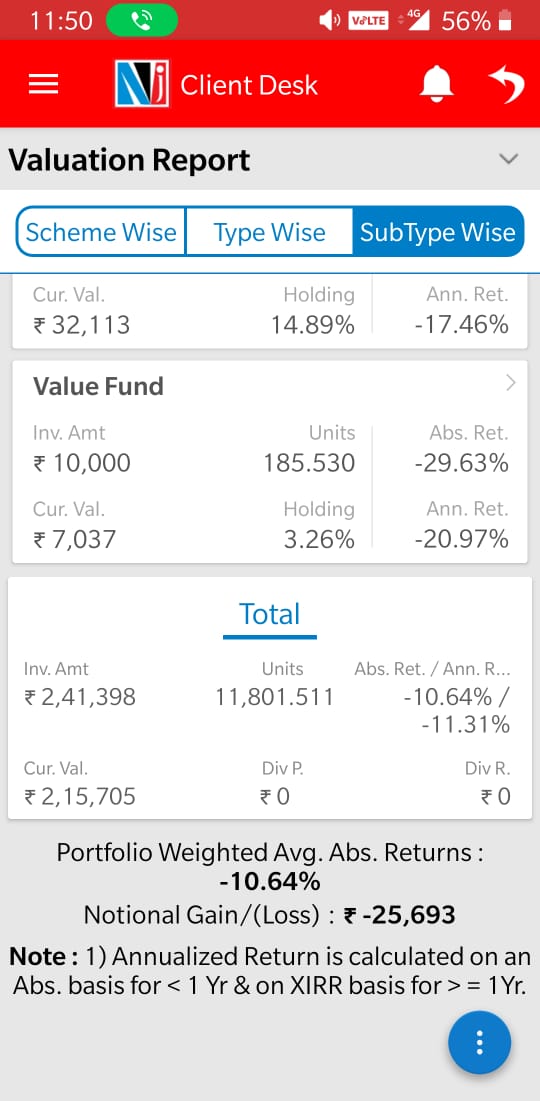 11:50 VoLTE 4G 56%
Nj Client Desk
Valuation Report
Scheme Wise Type Wise SubType Wise
Cur. Val. Holding Ann. Ret.
₹ 32,113 14.89% -17.46%
Value Fund
Inv. Amt Units Abs. Ret.
₹ 10,000 185.530 -29.63%
Cur. Val. Holding Ann. Ret.
₹ 7,037 3.26% -20.97%
Total
Inv. Amt Units Abs. Ret. / Ann. R...
₹ 2,41,398 11,801.511 -10.64% /
-11.31%
Cur. Val. Div P. Div R.
₹ 2,15,705 ₹ 0 ₹ 0
Portfolio Weighted Avg. Abs. Returns :
-10.64%
Notional Gain/(Loss) : ₹ -25,693
Note : 1) Annualized Return is calculated on an
Abs. basis for < 1 Yr & on XIRR basis for > = 1Yr.